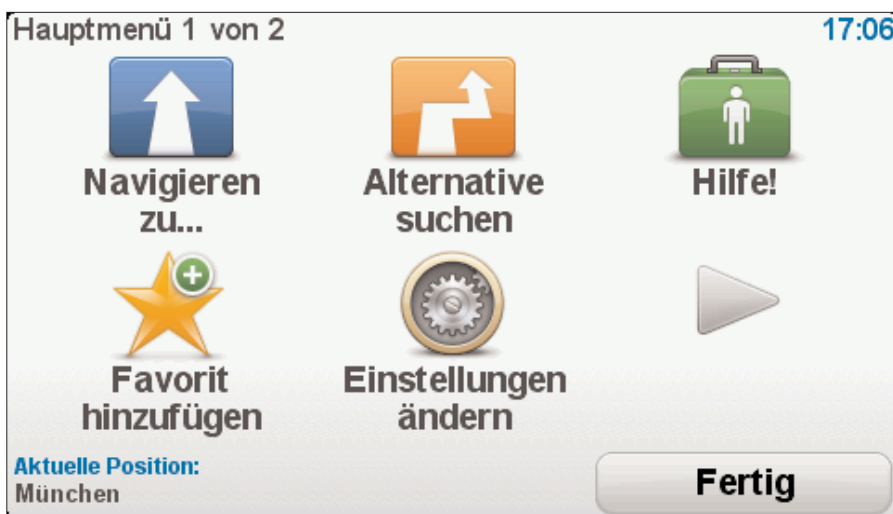 Hauptmenü 1 von 2
17:06
Navigieren
zu...
Alternative
suchen
Hilfe!
Favorit
hinzufügen
Einstellungen
ändern
Aktuelle Position:
München
Fertig